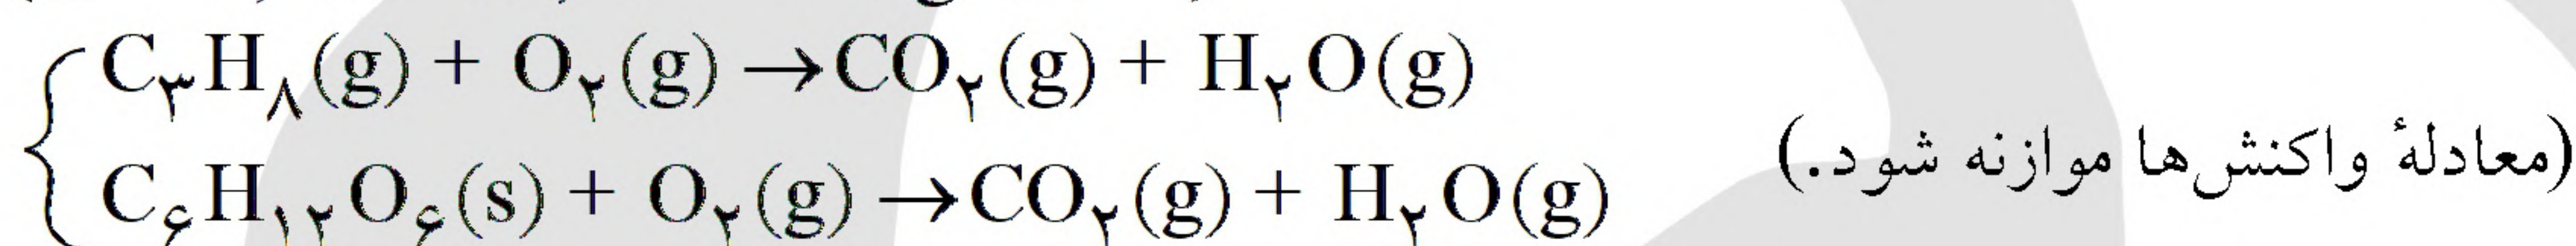 C₃H₈(g) + O₂(g) → CO₂(g) + H₂O(g)
(معادلهٔ واکنش‌ها موازنه شود.)
C₆H₁₂O₆(s) + O₂(g) → CO₂(g) + H₂O(g)